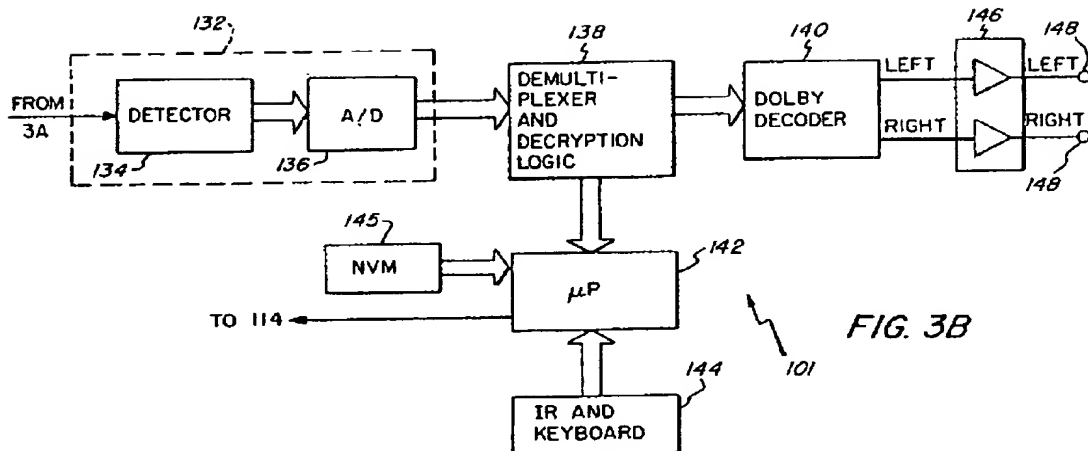 132
138
140
146
148
FROM
3A
DETECTOR
A/D
DEMULTI-
PLEXER
AND
DECRYPTION
LOGIC
DOLBY
DECODER
LEFT
LEFT
RIGHT
RIGHT
134
136
148
145
NVM
142
μP
TO 114
101
FIG. 3B
144
IR AND
KEYBOARD